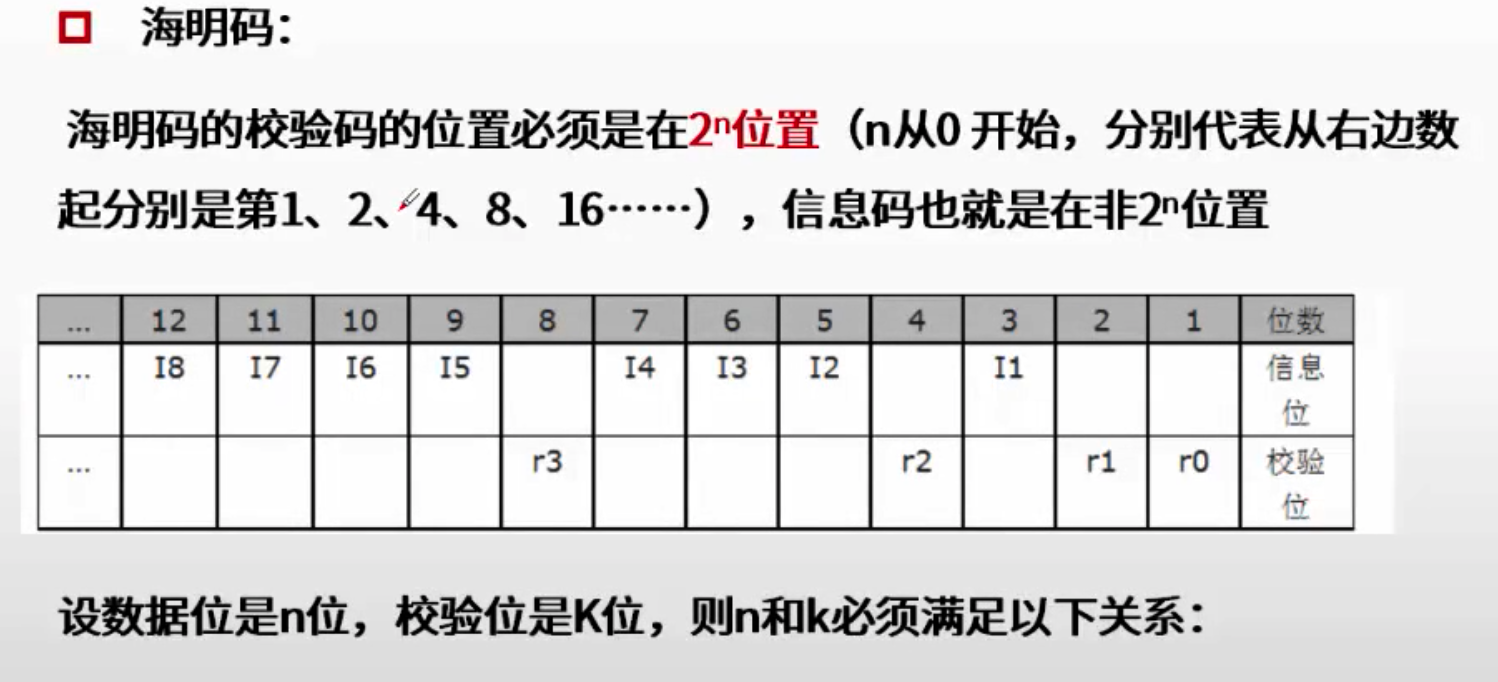 海明码：
海明码的校验码的位置必须是在2ⁿ位置（n从0 开始，分别代表从右边数
起分别是第1、2、4、8、16……），信息码也就是在非2ⁿ位置
... 12 11 10 9 8 7 6 5 4 3 2 1 位数
... I8 I7 I6 I5 I4 I3 I2 I1 信息位
... r3 r2 r1 r0 校验位
设数据位是n位，校验位是K位，则n和k必须满足以下关系：